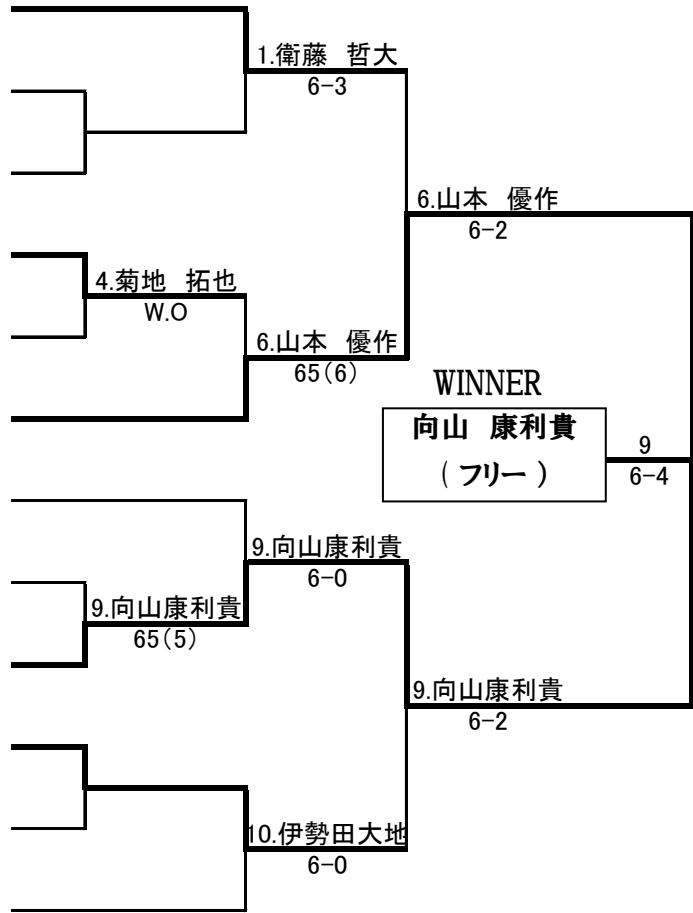 1.衛藤　哲大
6-3
6.山本　優作
6-2
4.菊地　拓也
W.O
6.山本　優作
65(6)
WINNER
向山　康利貴
（ フリー ）
9
6-4
9.向山康利貴
6-0
9.向山康利貴
65(5)
9.向山康利貴
6-2
10.伊勢田大地
6-0